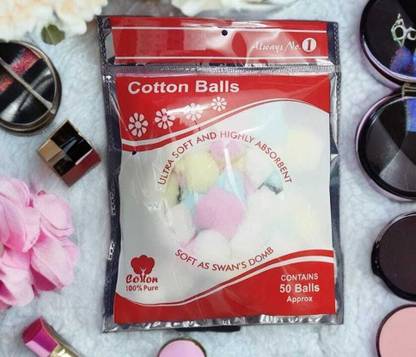 Always No. 1
Cotton Balls
ULTRA SOFT AND HIGHLY ABSORBENT
SOFT AS SWAN'S DOMB
Cotton
100% Pure
CONTAINS
50 Balls
Approx